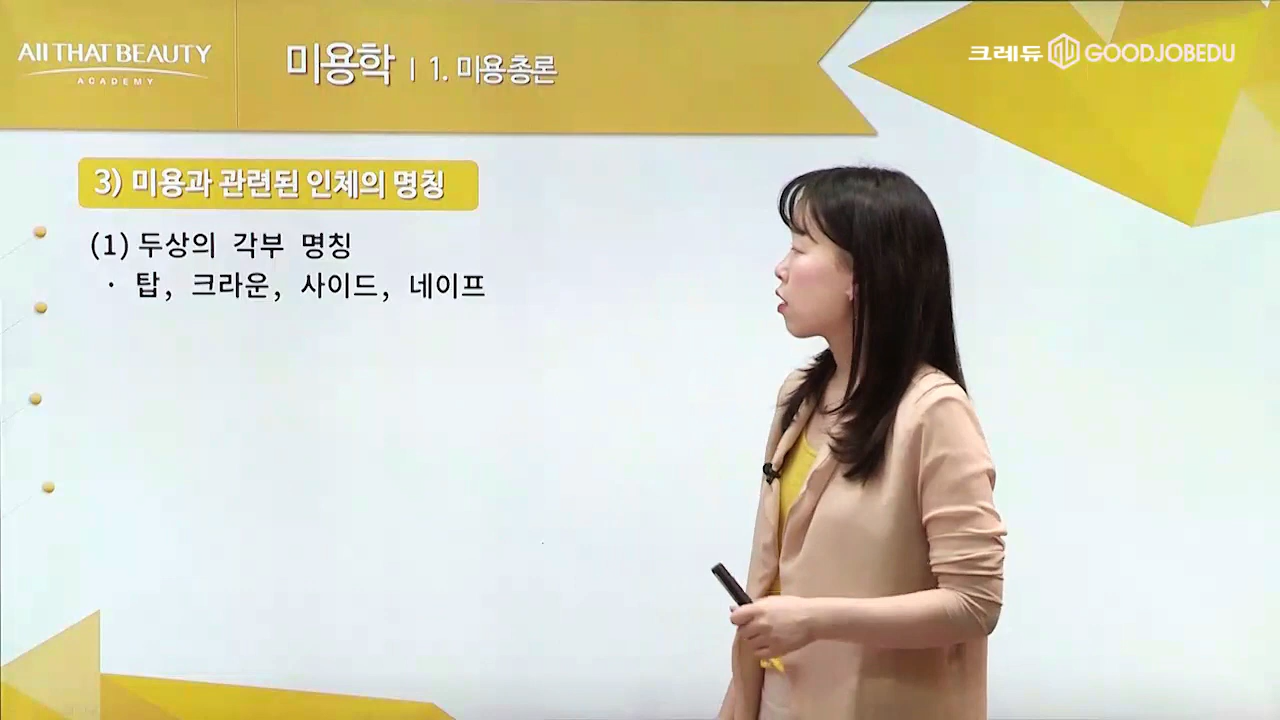 All THAT BEAUTY
ACADEMY
미용학 | 1. 미용총론
크레듀 GOODJOBEDU
3) 미용과 관련된 인체의 명칭
(1) 두상의 각부 명칭
· 탑, 크라운, 사이드, 네이프